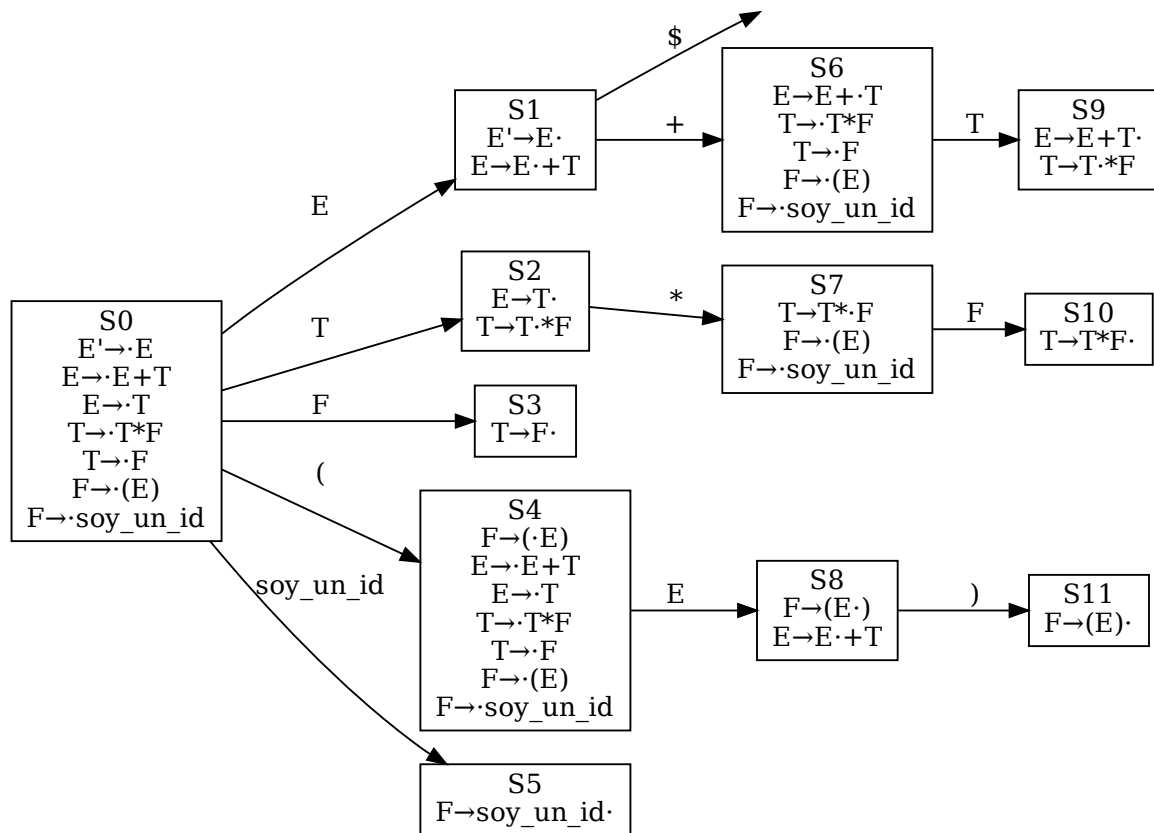 $
S6
E→E+·T
T→·T*F
T→·F
F→·(E)
F→·soy_un_id
S1
E'→E·
E→E·+T
+
T
S9
E→E+T·
T→T·*F
E
S2
E→T·
T→T·*F
*
S7
T→T*·F
F→·(E)
F→·soy_un_id
F
S10
T→T*F·
S0
E'→·E
E→·E+T
E→·T
T→·T*F
T→·F
F→·(E)
F→·soy_un_id
T
F
S3
T→F·
(
S4
F→(·E)
E→·E+T
E→·T
T→·T*F
T→·F
F→·(E)
F→·soy_un_id
E
S8
F→(E·)
E→E·+T
)
S11
F→(E)·
soy_un_id
S5
F→soy_un_id·